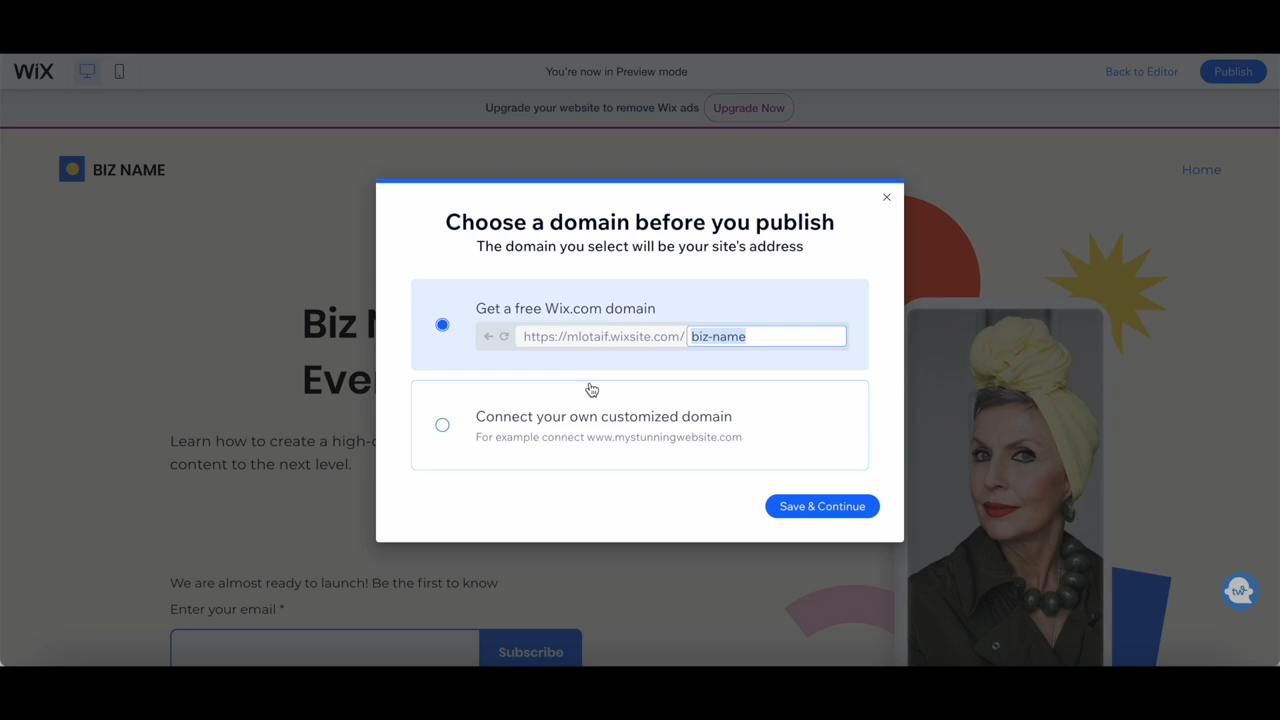 WiX
You're now in Preview mode
Back to Editor
Publish
Upgrade your website to remove Wix ads
Upgrade Now
BIZ NAME
Home
Choose a domain before you publish
The domain you select will be your site's address
Get a free Wix.com domain
https://mlotaif.wixsite.com/ biz-name
Connect your own customized domain
For example connect www.mystunningwebsite.com
Save & Continue
Biz
Eve
Learn how to create a high-
content to the next level.
We are almost ready to launch! Be the first to know
Enter your email *
Subscribe